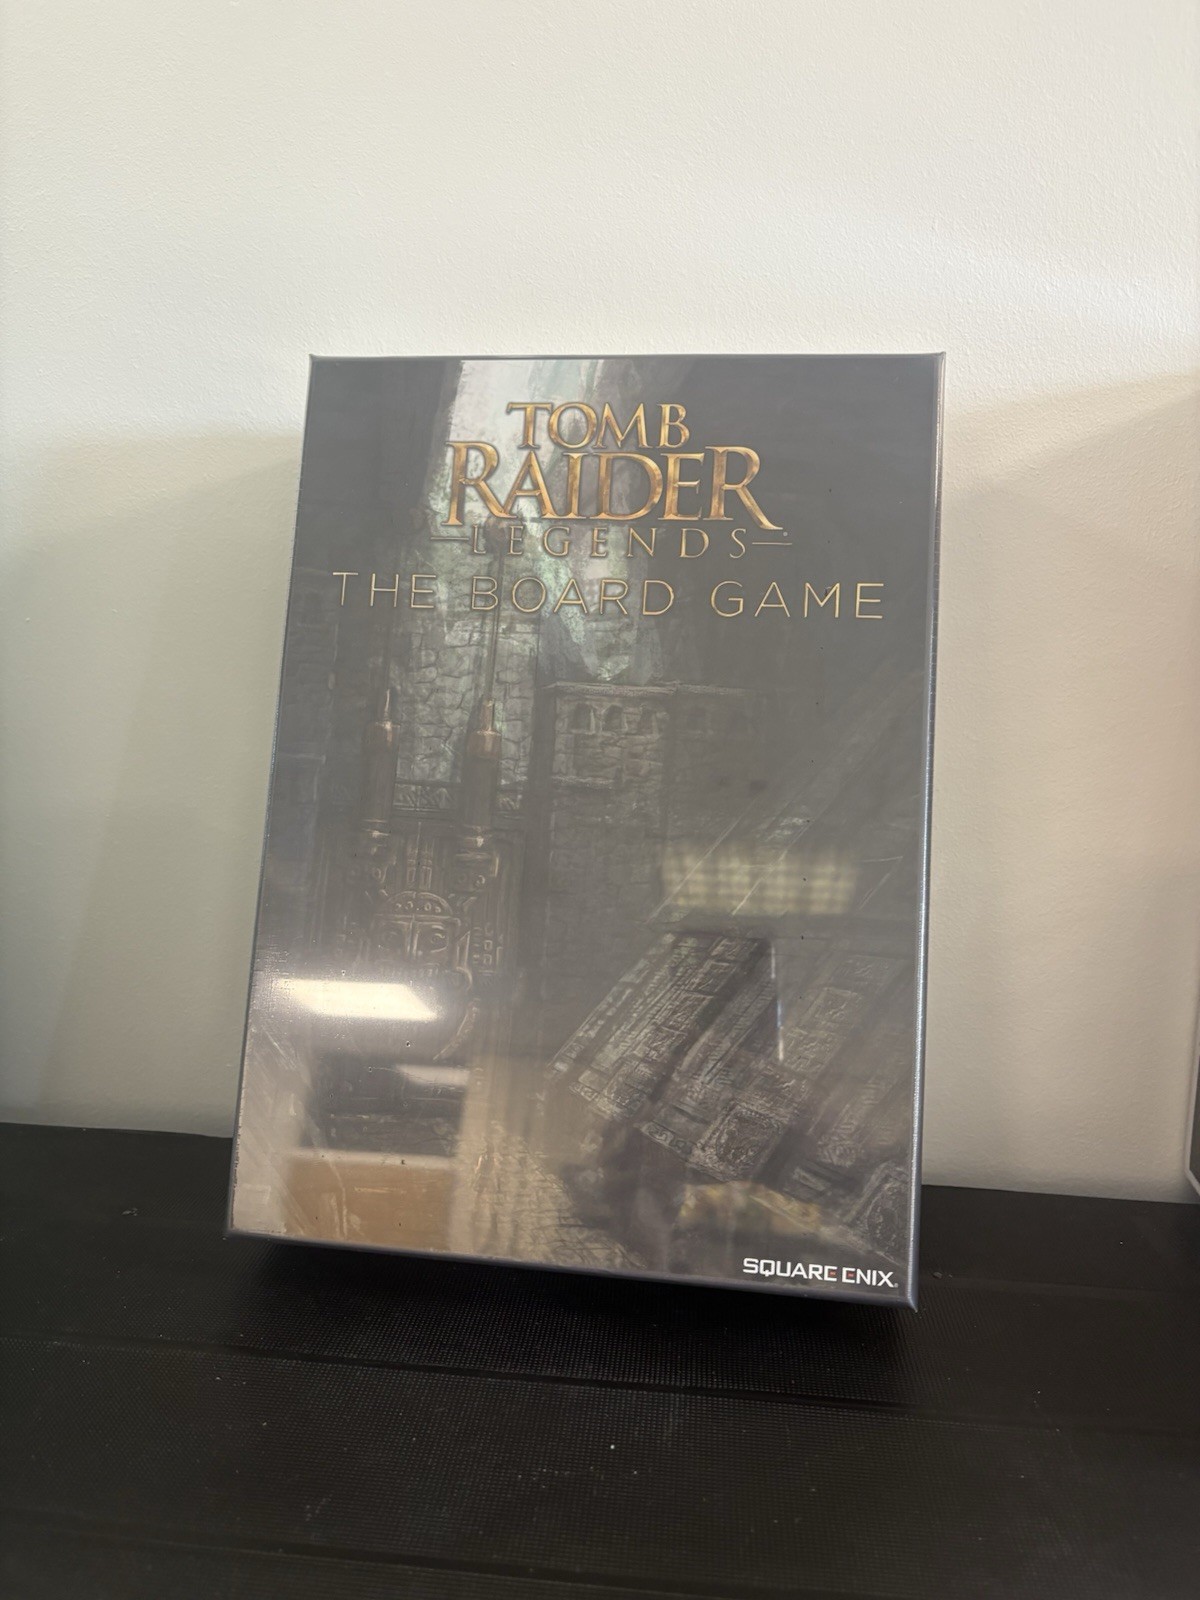 TOMB
RAIDER
LEGENDS
THE BOARD GAME
SQUARE ENIX